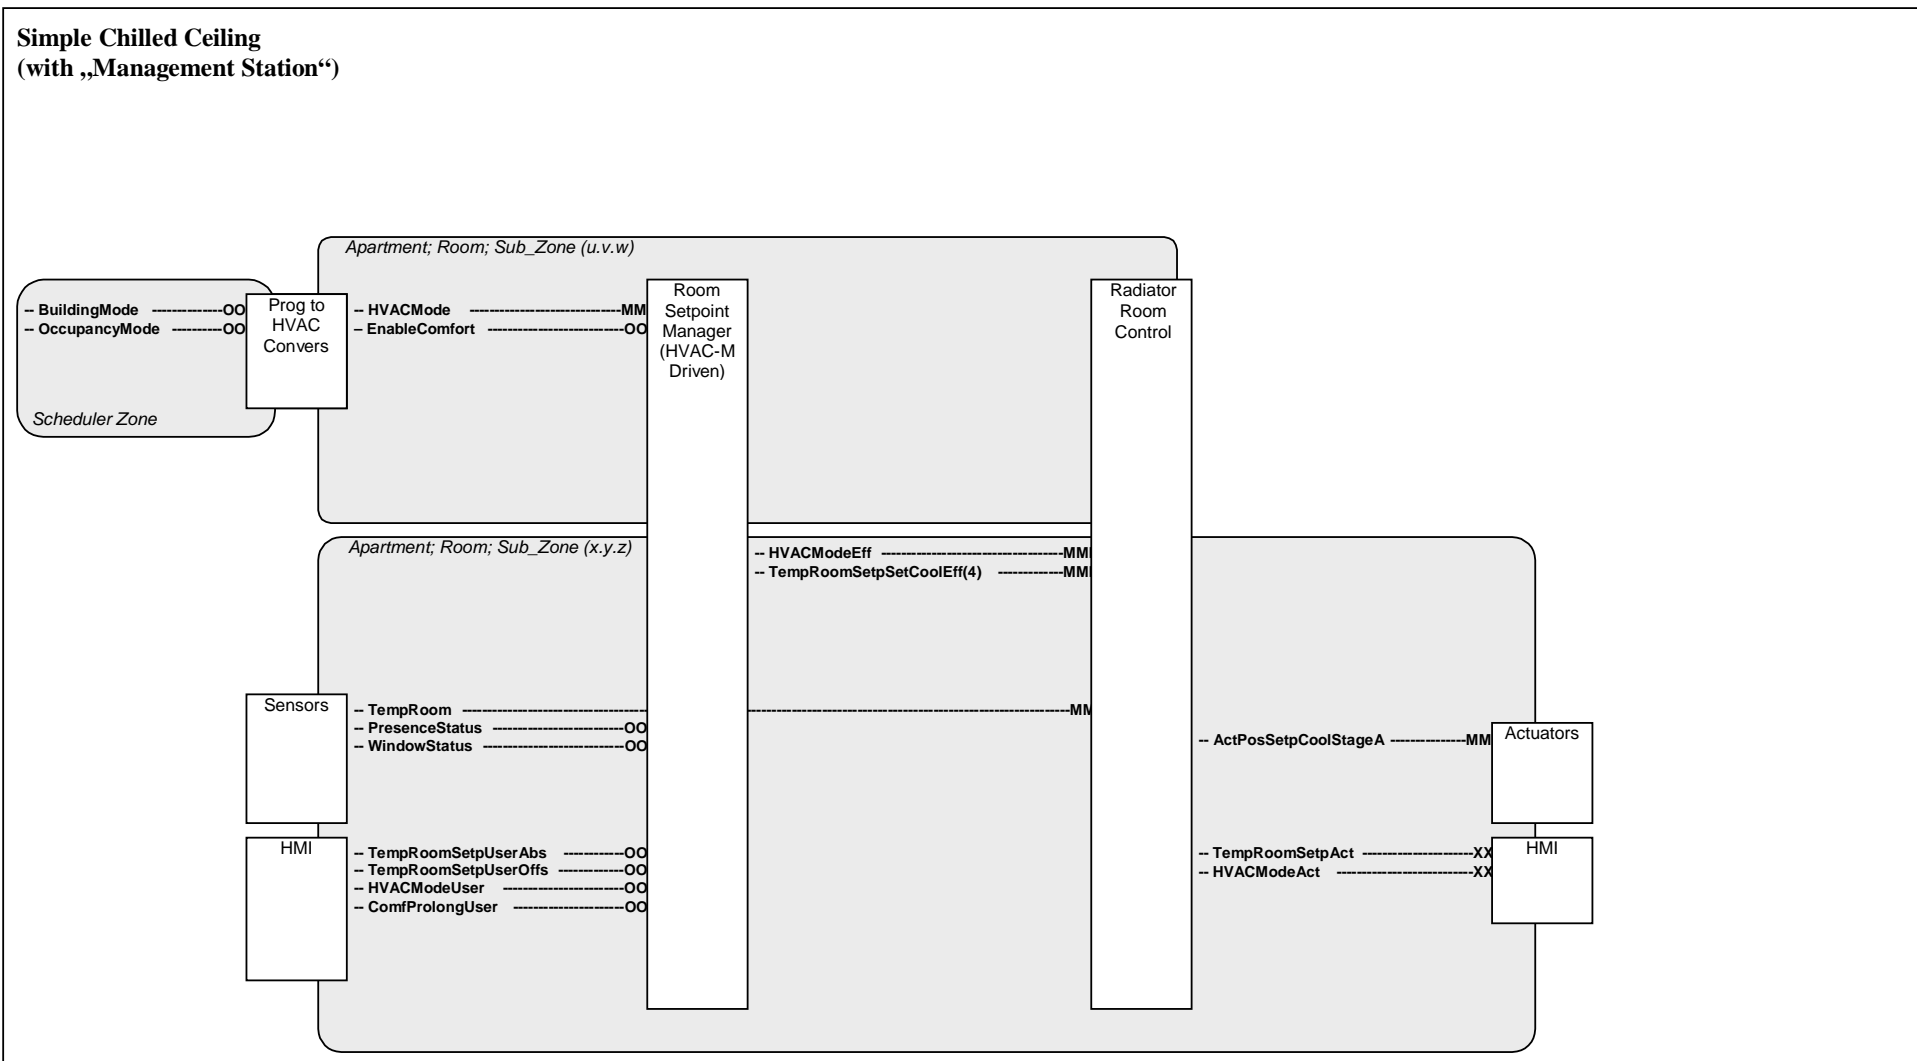 Simple Chilled Ceiling
(with „Management Station“)
Apartment; Room; Sub_Zone (u.v.w)
-- BuildingMode ---------------OO
-- OccupancyMode ----------OO
Scheduler Zone
Prog to
HVAC
Convers
-- HVACMode ------------------------------MM
– EnableComfort ---------------------------OO
Room
Setpoint
Manager
(HVAC-M
Driven)
Radiator
Room
Control
Apartment; Room; Sub_Zone (x.y.z)
-- HVACModeEff ------------------------------------MM
-- TempRoomSetpSetCoolEff(4) -------------MM
Sensors
-- TempRoom ----------------------------------------------------------------MM
-- PresenceStatus --------------------------OO
-- WindowStatus ----------------------------OO
-- ActPosSetpCoolStageA ---------------MM
Actuators
HMI
-- TempRoomSetpUserAbs ------------OO
-- TempRoomSetpUserOffs -------------OO
-- HVACModeUser ------------------------OO
-- ComfProlongUser ----------------------OO
-- TempRoomSetpAct ----------------------XX
-- HVACModeAct ---------------------------XX
HMI